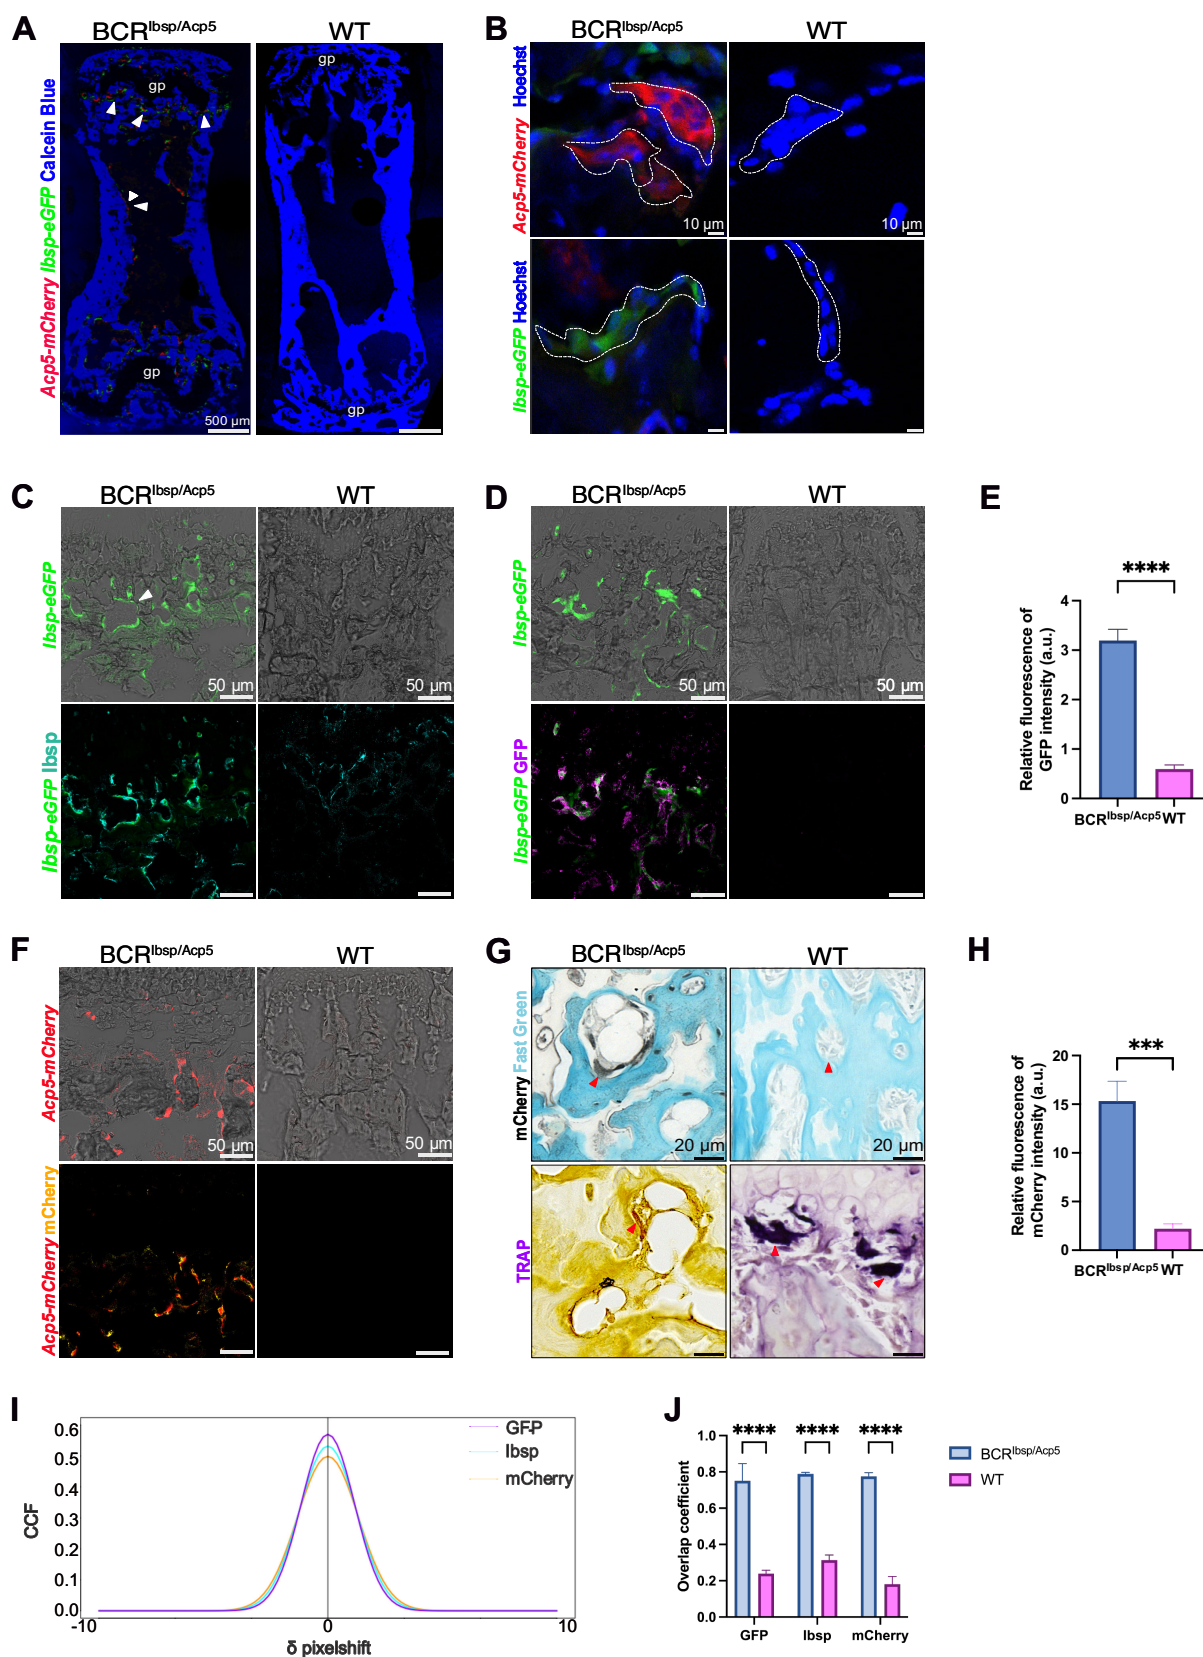 A
BCR^Ibsp/Acp5
WT
Acp5-mCherry Ibsp-eGFP Calcein Blue
gp
gp
gp
gp
500 µm
B
BCR^Ibsp/Acp5
WT
Acp5-mCherry Hoechst
10 µm
10 µm
Ibsp-eGFP Hoechst
C
BCR^Ibsp/Acp5
WT
Ibsp-eGFP
50 µm
50 µm
Ibsp-eGFP Ibsp
D
BCR^Ibsp/Acp5
WT
Ibsp-eGFP
50 µm
50 µm
Ibsp-eGFP GFP
E
****
Relative fluorescence of
GFP intensity (a.u.)
4
3
2
1
0
BCR^Ibsp/Acp5 WT
F
BCR^Ibsp/Acp5
WT
Acp5-mCherry
50 µm
50 µm
Acp5-mCherry mCherry
G
BCR^Ibsp/Acp5
WT
mCherry Fast Green
20 µm
20 µm
TRAP
H
***
Relative fluorescence of
mCherry intensity (a.u.)
20
15
10
5
0
BCR^Ibsp/Acp5 WT
I
CCF
0.6
0.5
0.4
0.3
0.2
0.1
0.0
-10
0
10
δ pixelshift
GFP
Ibsp
mCherry
J
**** **** ****
Overlap coefficient
1.0
0.8
0.6
0.4
0.2
0.0
GFP Ibsp mCherry
BCR^Ibsp/Acp5
WT